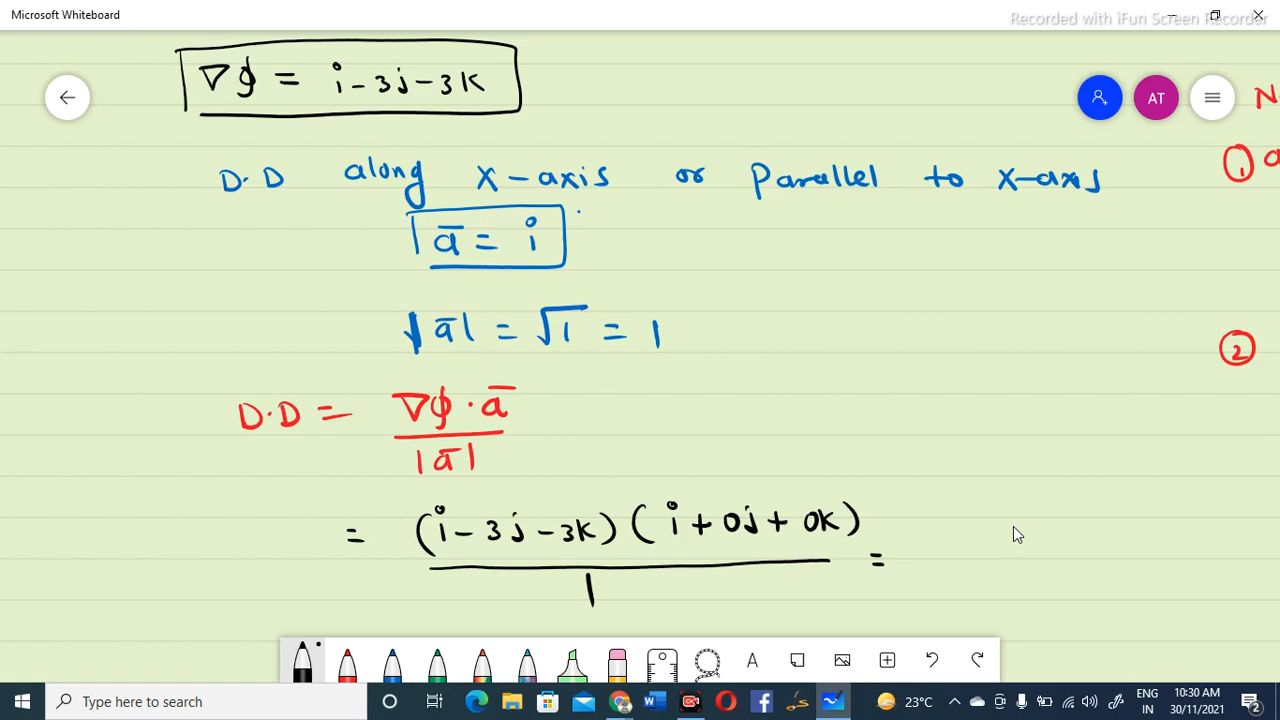 Microsoft Whiteboard
Recorded with iFun Screen Recorder
∇φ = i - 3j - 3k
AT
N
D.D along x-axis or Parallel to x-axis
① a
ā = i
|ā| = √1 = 1
②
D.D = ∇φ · ā
|ā|
= (i - 3j - 3k) (i + 0j + 0k) =
1
A
Type here to search
W
23°C
ENG
IN
10:30 AM
30/11/2021
2